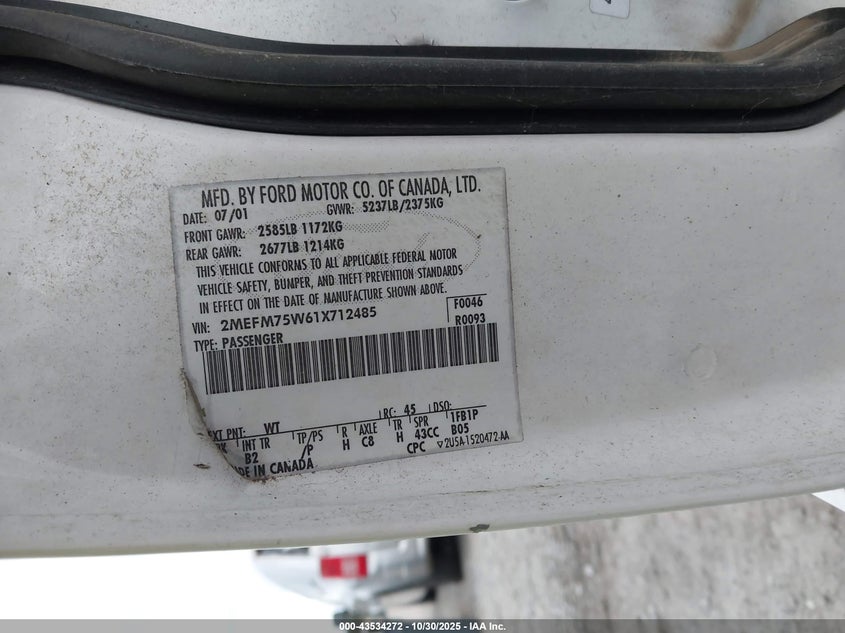 MFD. BY FORD MOTOR CO. OF CANADA, LTD.
DATE: 07/01 GVWR: 5237LB/2375KG
FRONT GAWR: 2585LB 1172KG
REAR GAWR: 2677LB 1214KG
THIS VEHICLE CONFORMS TO ALL APPLICABLE FEDERAL MOTOR
VEHICLE SAFETY, BUMPER, AND THEFT PREVENTION STANDARDS
IN EFFECT ON THE DATE OF MANUFACTURE SHOWN ABOVE.
VIN: 2MEFM75W61X712485 F0046
TYPE: PASSENGER R0093
EXT PNT: WT RC: 45 DSO:
INT TR TP/PS R AXLE TR SPR 1FB1P
B2 /P H C8 H 43CC B05
DE IN CANADA CPC ▽2U5A-1520472-AA
000-43534272 - 10/30/2025 - IAA Inc.